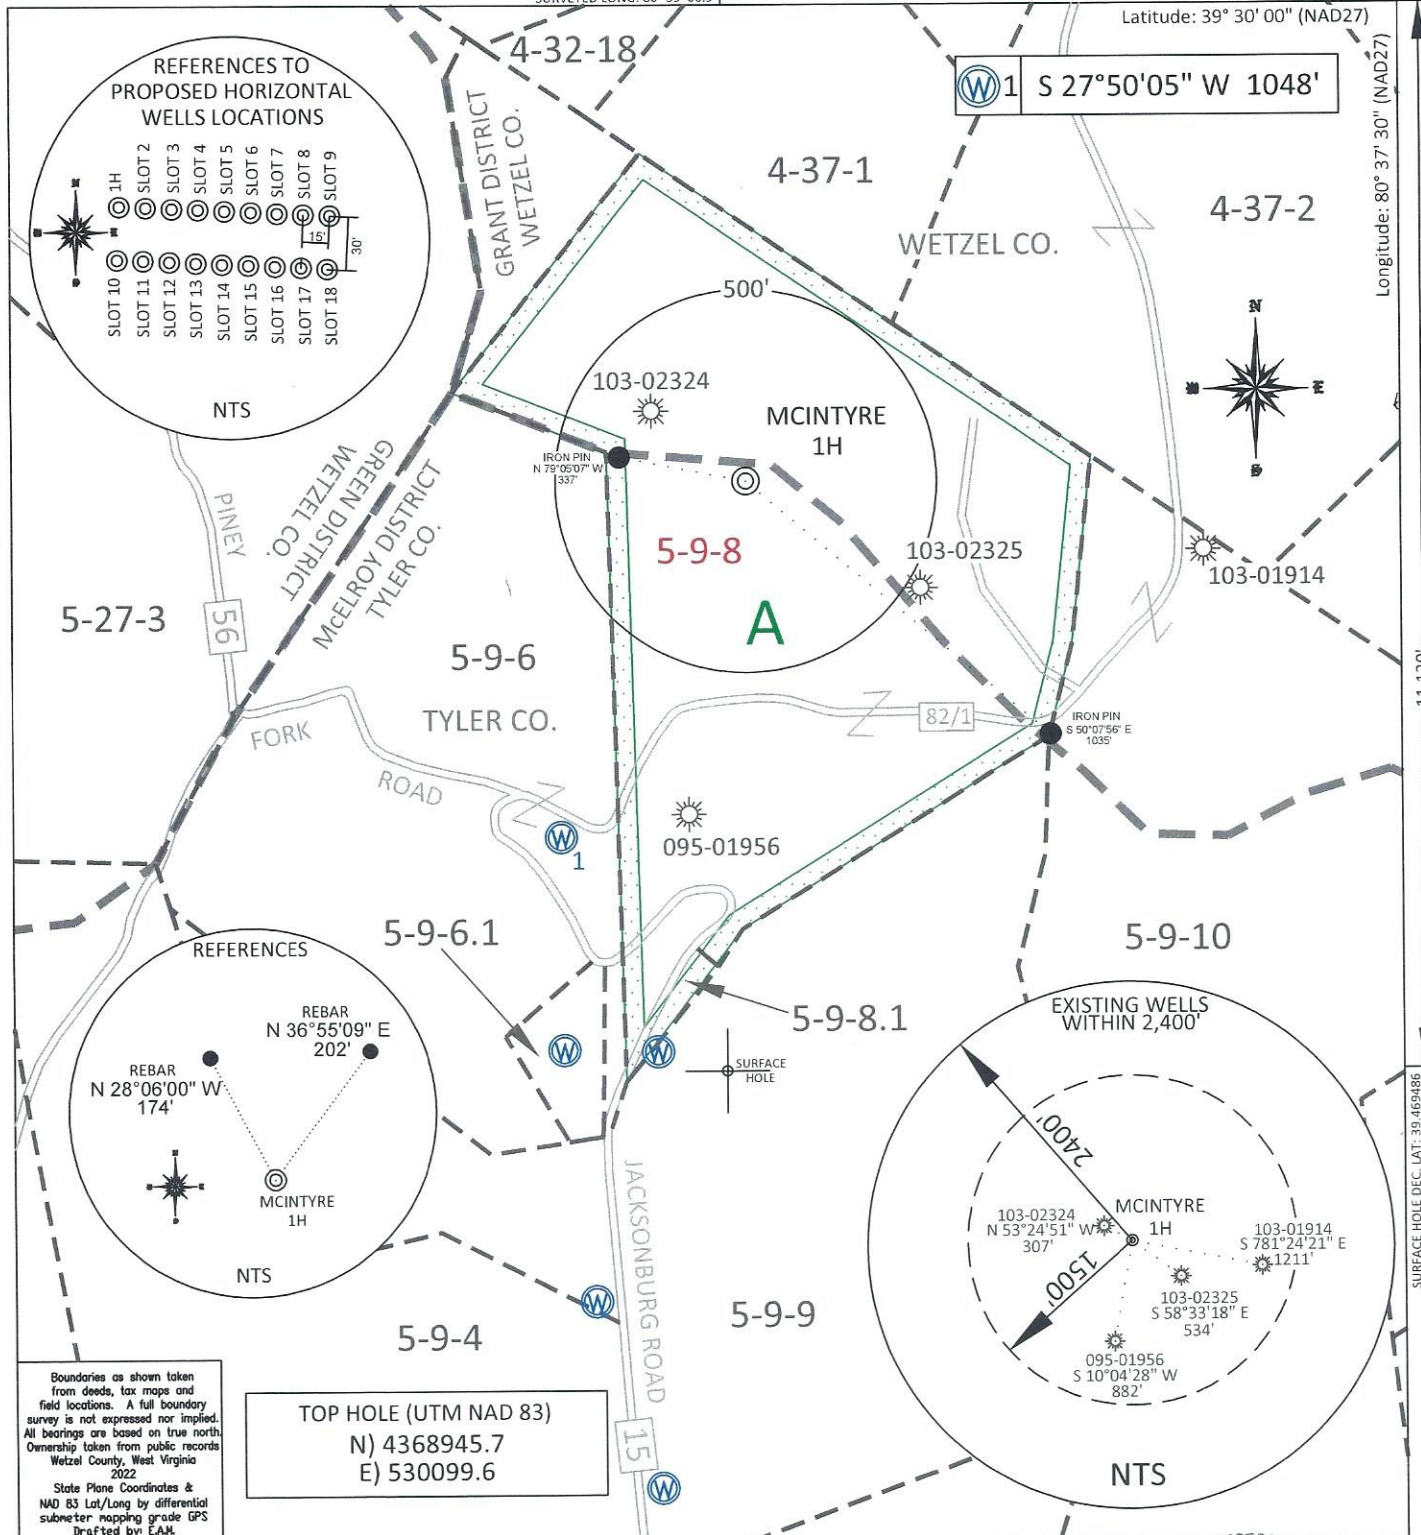 Latitude: 39° 30' 00" (NAD27)
Longitude: 80° 37' 30" (NAD27)
W 1 S 27°50'05" W 1048'
REFERENCES TO
PROPOSED HORIZONTAL
WELLS LOCATIONS
1H
SLOT 2
SLOT 3
SLOT 4
SLOT 5
SLOT 6
SLOT 7
SLOT 8
SLOT 9
15'
30'
SLOT 10
SLOT 11
SLOT 12
SLOT 13
SLOT 14
SLOT 15
SLOT 16
SLOT 17
SLOT 18
NTS
4-32-18
GRANT DISTRICT
WETZEL CO.
4-37-1
4-37-2
WETZEL CO.
N
E
S
500'
103-02324
MCINTYRE
1H
IRON PIN
N 79°05'07" W
337'
5-9-8
A
103-02325
103-01914
GREEN DISTRICT
WETZEL CO.
McELROY DISTRICT
TYLER CO.
PINEY
56
FORK
ROAD
5-27-3
5-9-6
TYLER CO.
82/1
IRON PIN
S 50°07'56" E
1035'
W
1
095-01956
5-9-6.1
5-9-10
5-9-8.1
W
W
SURFACE
HOLE
REFERENCES
REBAR
N 36°55'09" E
202'
REBAR
N 28°06'00" W
174'
MCINTYRE
1H
NTS
EXISTING WELLS
WITHIN 2,400'
2400'
1500'
MCINTYRE
1H
103-02324
N 53°24'51" W
307'
103-01914
S 781°24'21" E
1211'
103-02325
S 58°33'18" E
534'
095-01956
S 10°04'28" W
882'
NTS
SURFACE HOLE DEC. LAT: 39.469486
JACKSONBURG ROAD
15
W
W
5-9-4
5-9-9
TOP HOLE (UTM NAD 83)
N) 4368945.7
E) 530099.6
Boundaries as shown taken
from deeds, tax maps and
field locations. A full boundary
survey is not expressed nor implied.
All bearings are based on true north.
Ownership taken from public records
Wetzel County, West Virginia
2022
State Plane Coordinates &
NAD 83 Lat/Long by differential
submeter mapping grade GPS
Drafted by: E.A.M.